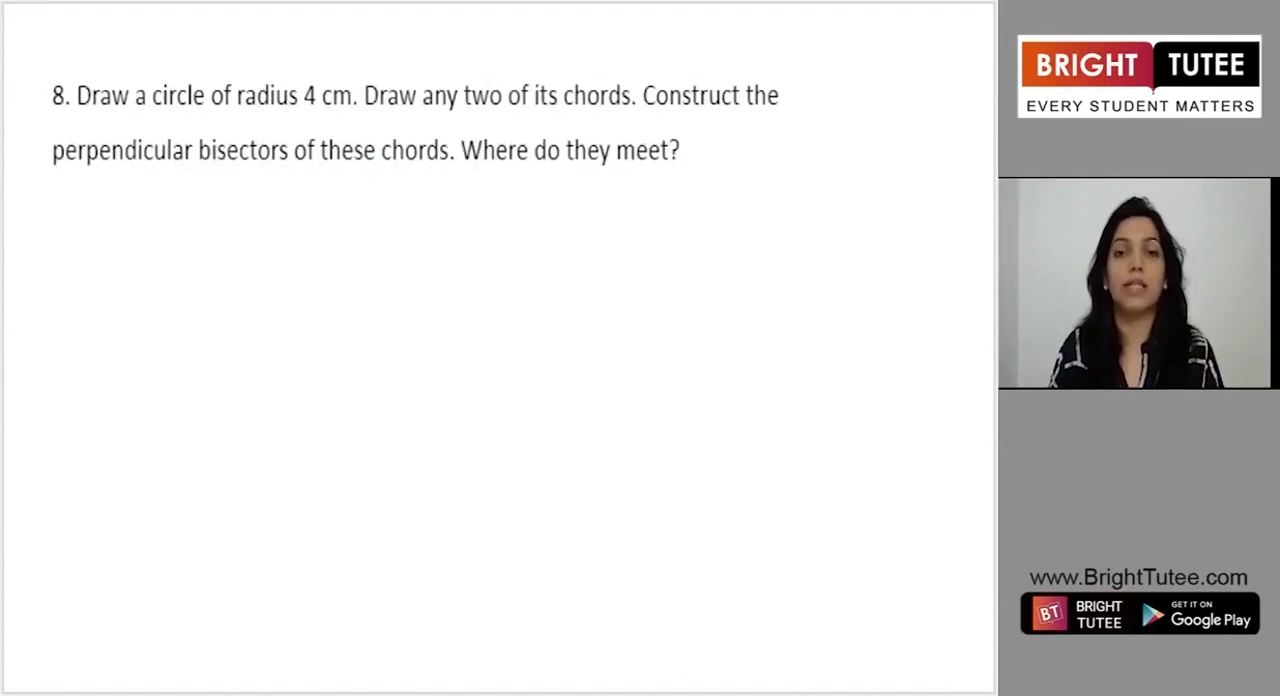 8. Draw a circle of radius 4 cm. Draw any two of its chords. Construct the
perpendicular bisectors of these chords. Where do they meet?
BRIGHT TUTEE
EVERY STUDENT MATTERS
www.BrightTutee.com
BT BRIGHT TUTEE
GET IT ON
Google Play